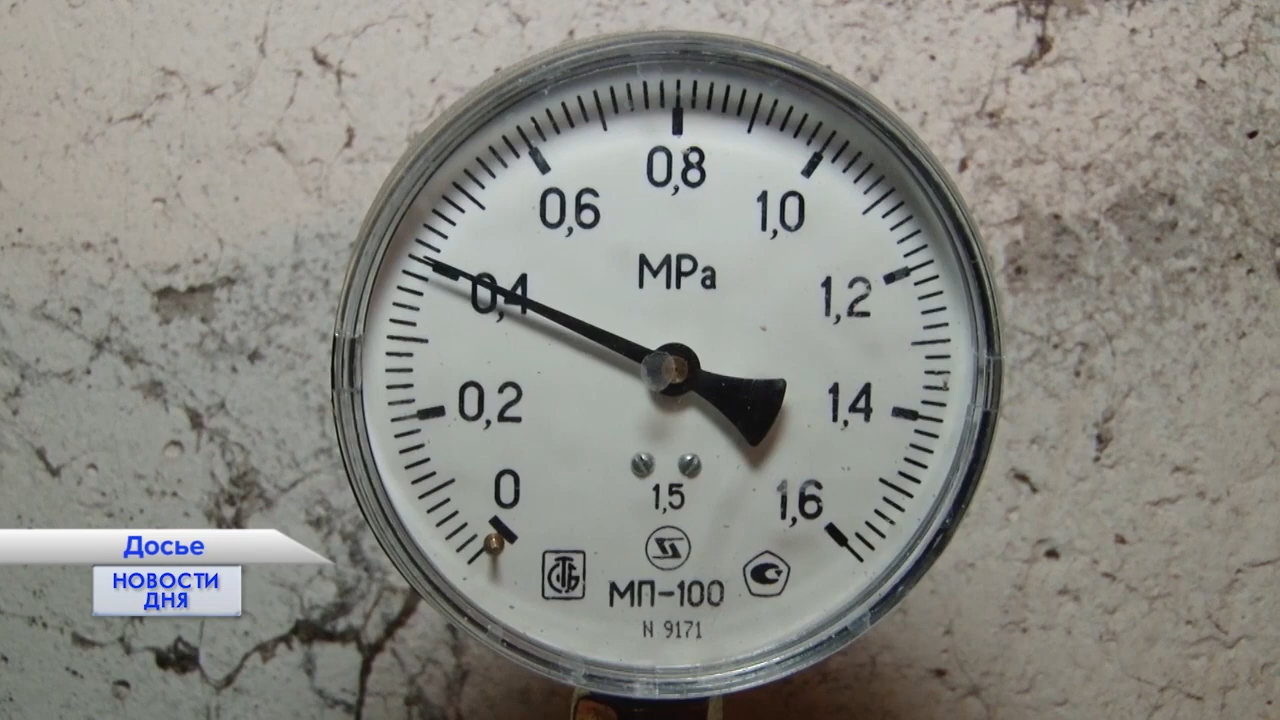 0,8
0,6
1,0
MPa
0,4
1,2
0,2
1,4
0
1,6
1,5
СТБ
МП-100
N 9171
Досье
НОВОСТИ
ДНЯ